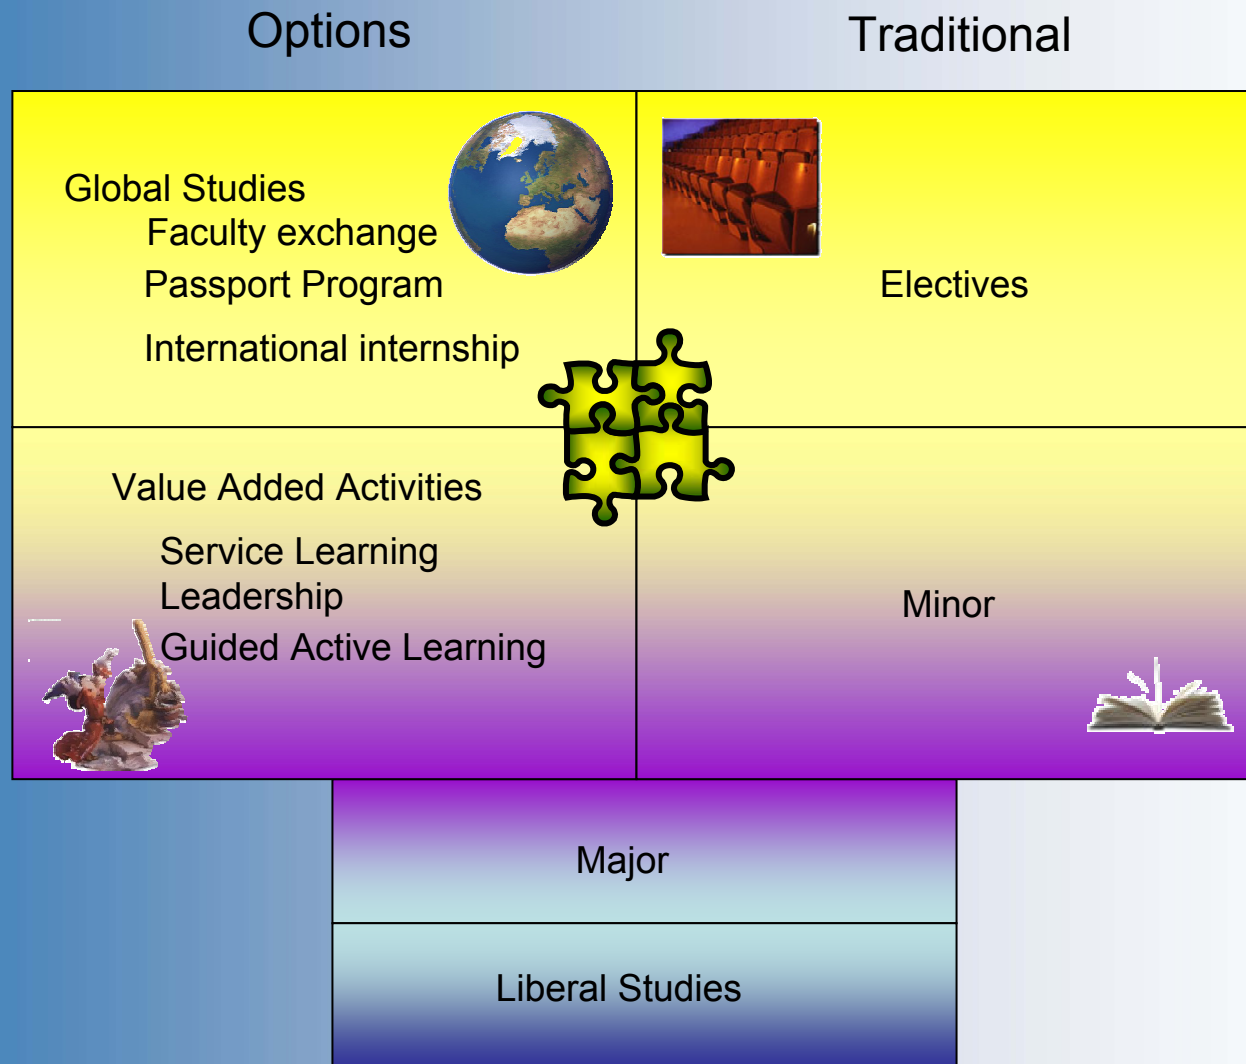 Options
Traditional
Global Studies
Faculty exchange
Passport Program
International internship
Electives
Value Added Activities
Service Learning
Leadership
Guided Active Learning
Minor
Major
Liberal Studies